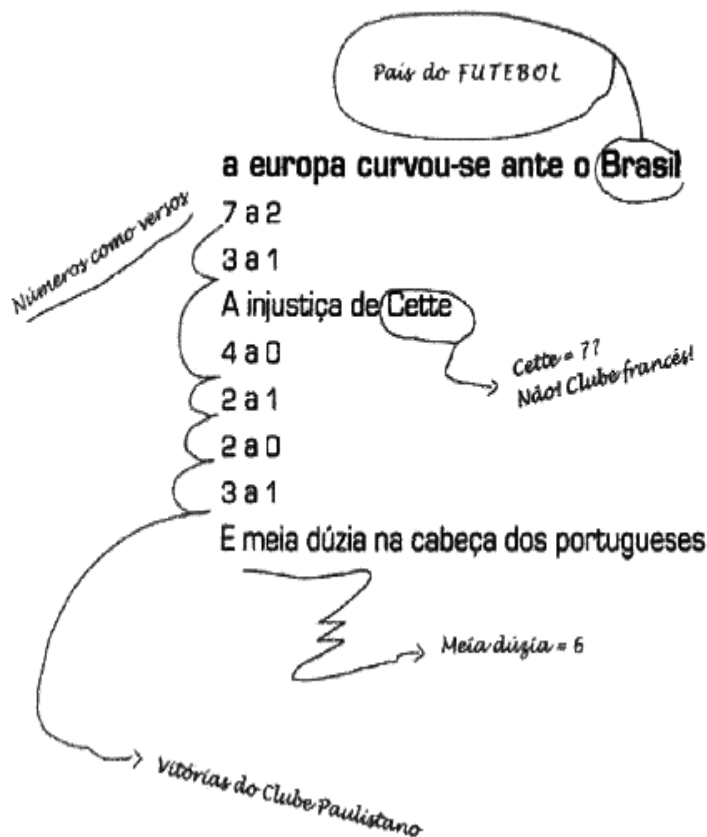 País do FUTEBOL
a europa curvou-se ante o Brasil
Números como versos
7 a 2
3 a 1
A injustiça de Cette
4 a 0
Cette = 7?
Não! Clube francês!
2 a 1
2 a 0
3 a 1
E meia dúzia na cabeça dos portugueses
Meia dúzia = 6
Vitórias do Clube Paulistano